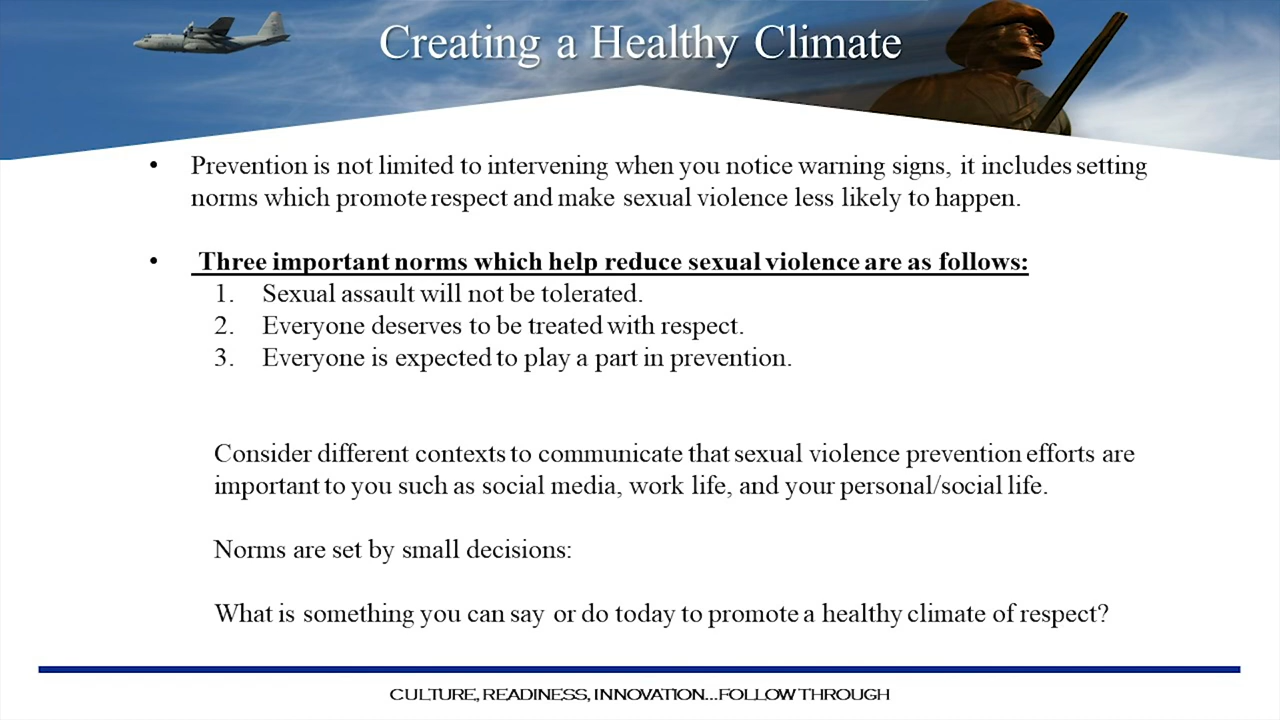 Creating a Healthy Climate
• Prevention is not limited to intervening when you notice warning signs, it includes setting
norms which promote respect and make sexual violence less likely to happen.
• Three important norms which help reduce sexual violence are as follows:
1. Sexual assault will not be tolerated.
2. Everyone deserves to be treated with respect.
3. Everyone is expected to play a part in prevention.
Consider different contexts to communicate that sexual violence prevention efforts are
important to you such as social media, work life, and your personal/social life.
Norms are set by small decisions:
What is something you can say or do today to promote a healthy climate of respect?
CULTURE, READINESS, INNOVATION...FOLLOW THROUGH